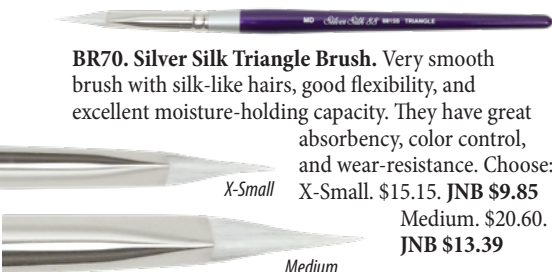 MD Silver Silk 88 8815S TRIANGLE
BR70. Silver Silk Triangle Brush. Very smooth
brush with silk-like hairs, good flexibility, and
excellent moisture-holding capacity. They have great
absorbency, color control,
and wear-resistance. Choose:
X-Small. $15.15. JNB $9.85
Medium. $20.60.
JNB $13.39
X-Small
Medium